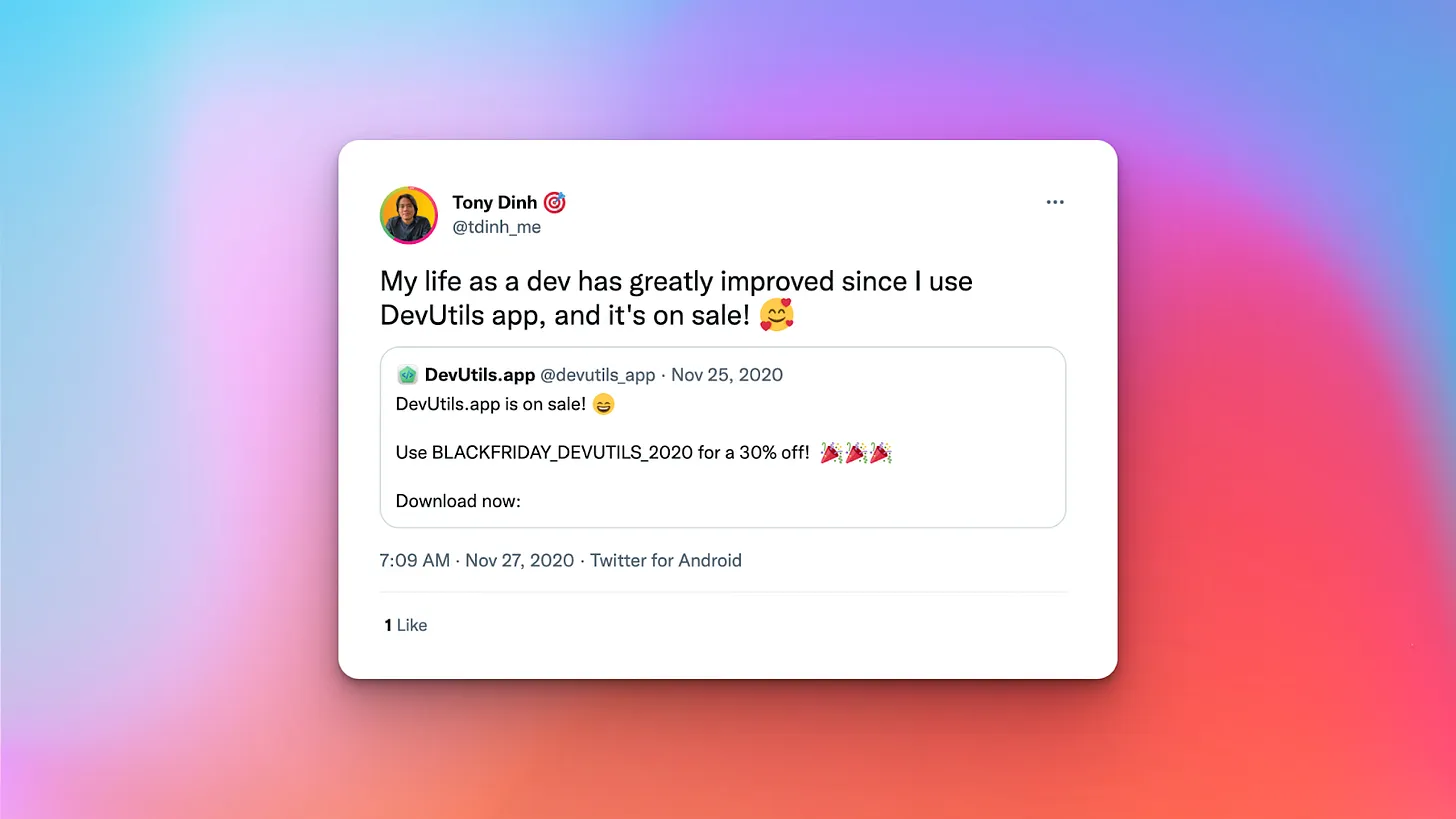 Tony Dinh 🎯
@tdinh_me
My life as a dev has greatly improved since I use
DevUtils app, and it's on sale! 🥰
DevUtils.app @devutils_app · Nov 25, 2020
DevUtils.app is on sale! 😄
Use BLACKFRIDAY_DEVUTILS_2020 for a 30% off! 🎉🎉🎉
Download now:
7:09 AM · Nov 27, 2020 · Twitter for Android
1 Like